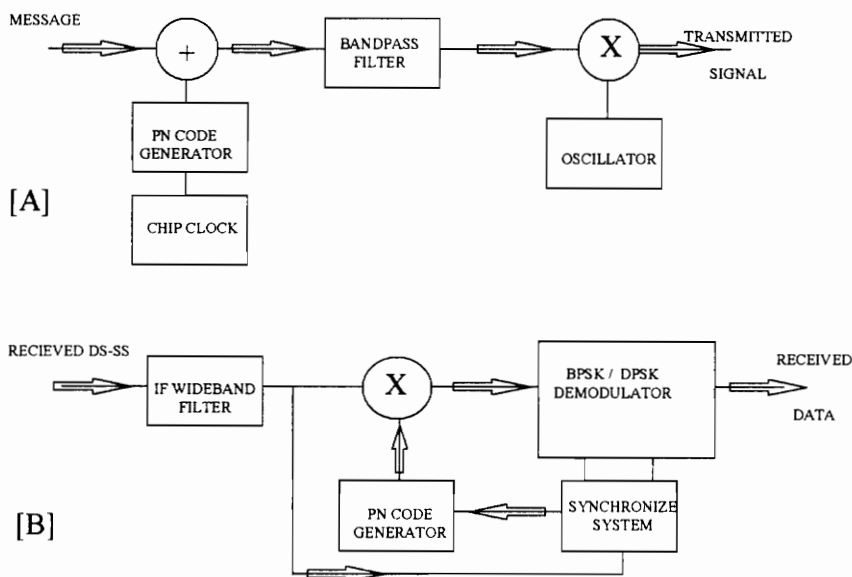 MESSAGE
+
BANDPASS
FILTER
X
TRANSMITTED
SIGNAL
PN CODE
GENERATOR
OSCILLATOR
[A]
CHIP CLOCK
RECIEVED DS-SS
IF WIDEBAND
FILTER
X
BPSK / DPSK
DEMODULATOR
RECEIVED
DATA
PN CODE
GENERATOR
SYNCHRONIZE
SYSTEM
[B]